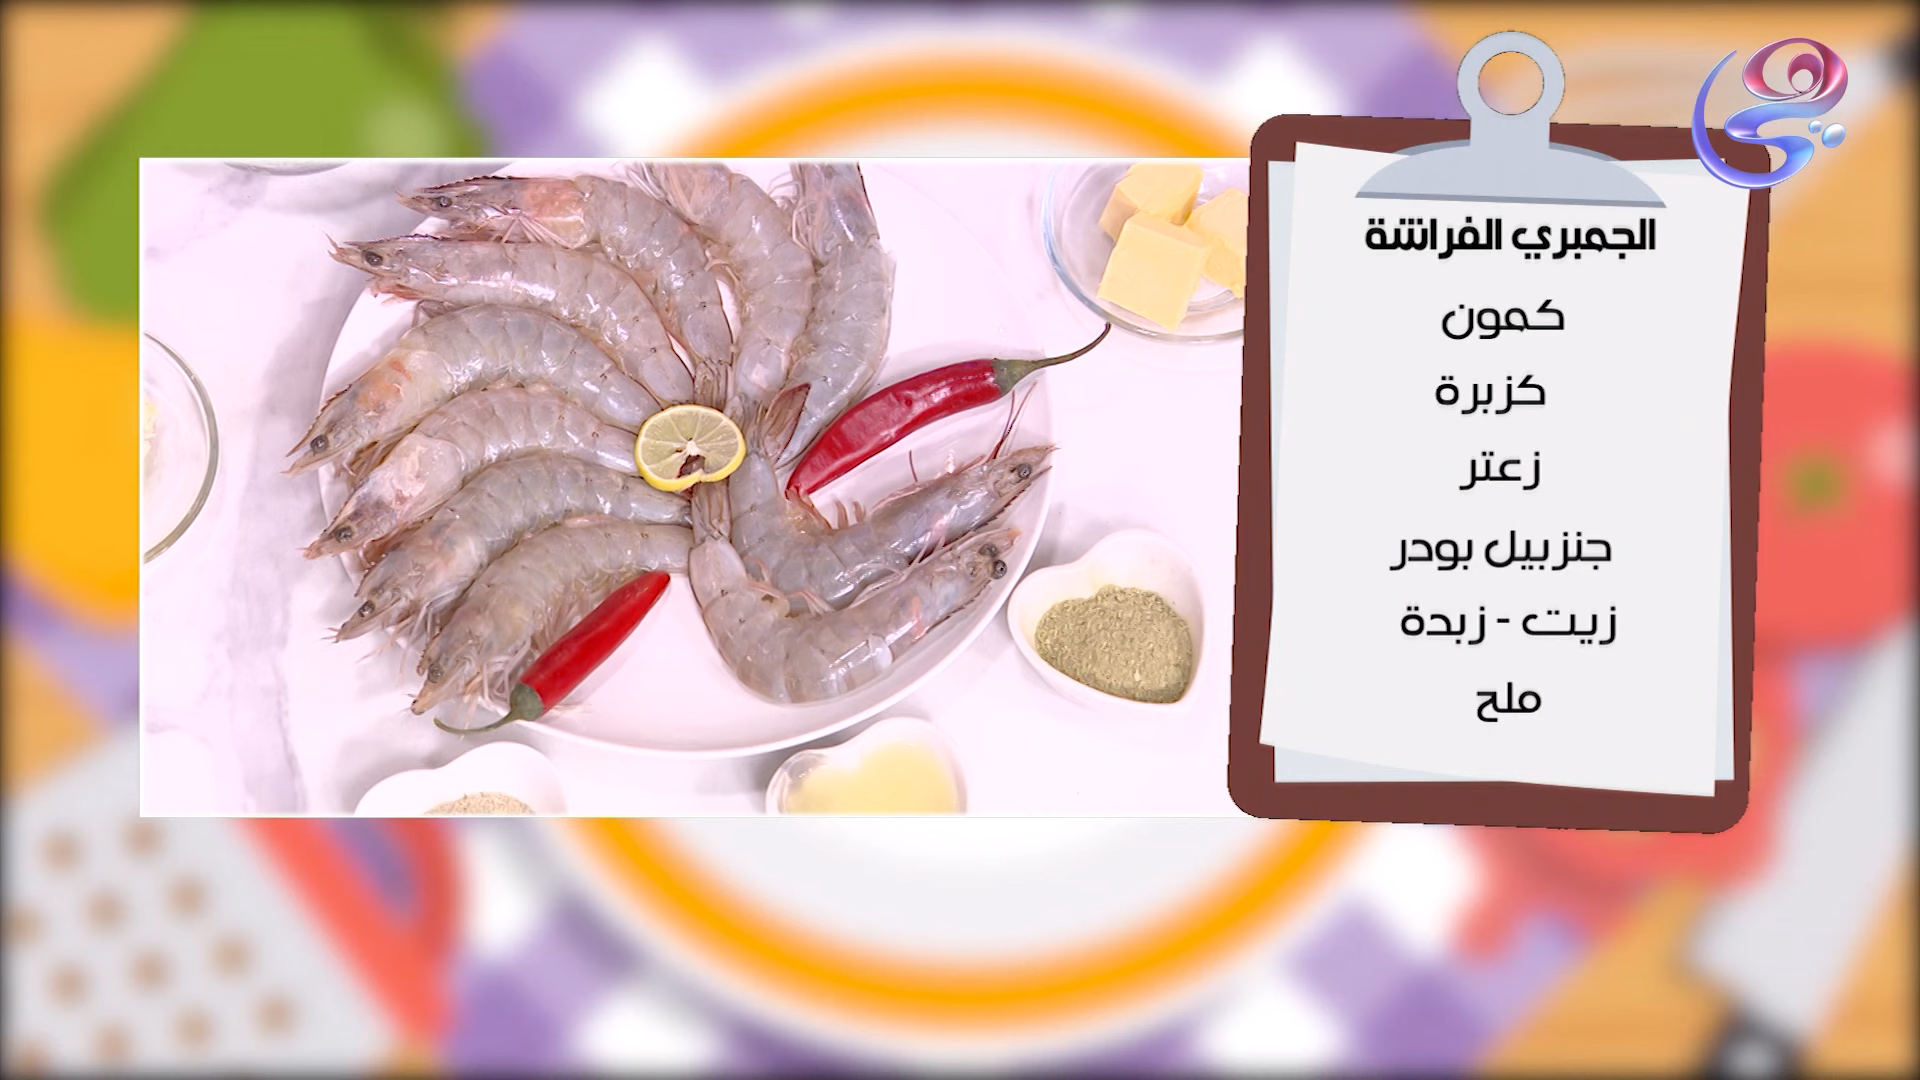 الجمبري الفراشة
كمون
كزبرة
زعتر
جنزبيل بودر
زيت - زبدة
ملح